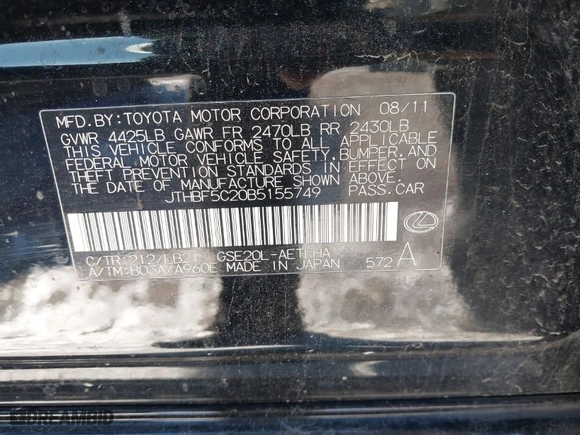 MFD.BY:TOYOTA MOTOR CORPORATION 08/11
GVWR 4425LB GAWR FR 2470LB RR 2430LB
THIS VEHICLE CONFORMS TO ALL APPLICABLE
FEDERAL MOTOR VEHICLE SAFETY,BUMPER,AND
THEFT PREVENTION STANDARDS IN EFFECT ON
THE DATE OF MANUFACTURE SHOWN ABOVE.
JTHBF5C20B5155749 PASS.CAR
C/TR:212/LB21 GSE20L-AETLHA
A/TM:B03A/A960E MADE IN JAPAN 572A